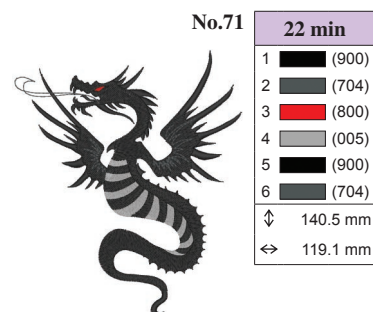 No.71
22 min
1 (900)
2 (704)
3 (800)
4 (005)
5 (900)
6 (704)
140.5 mm
119.1 mm